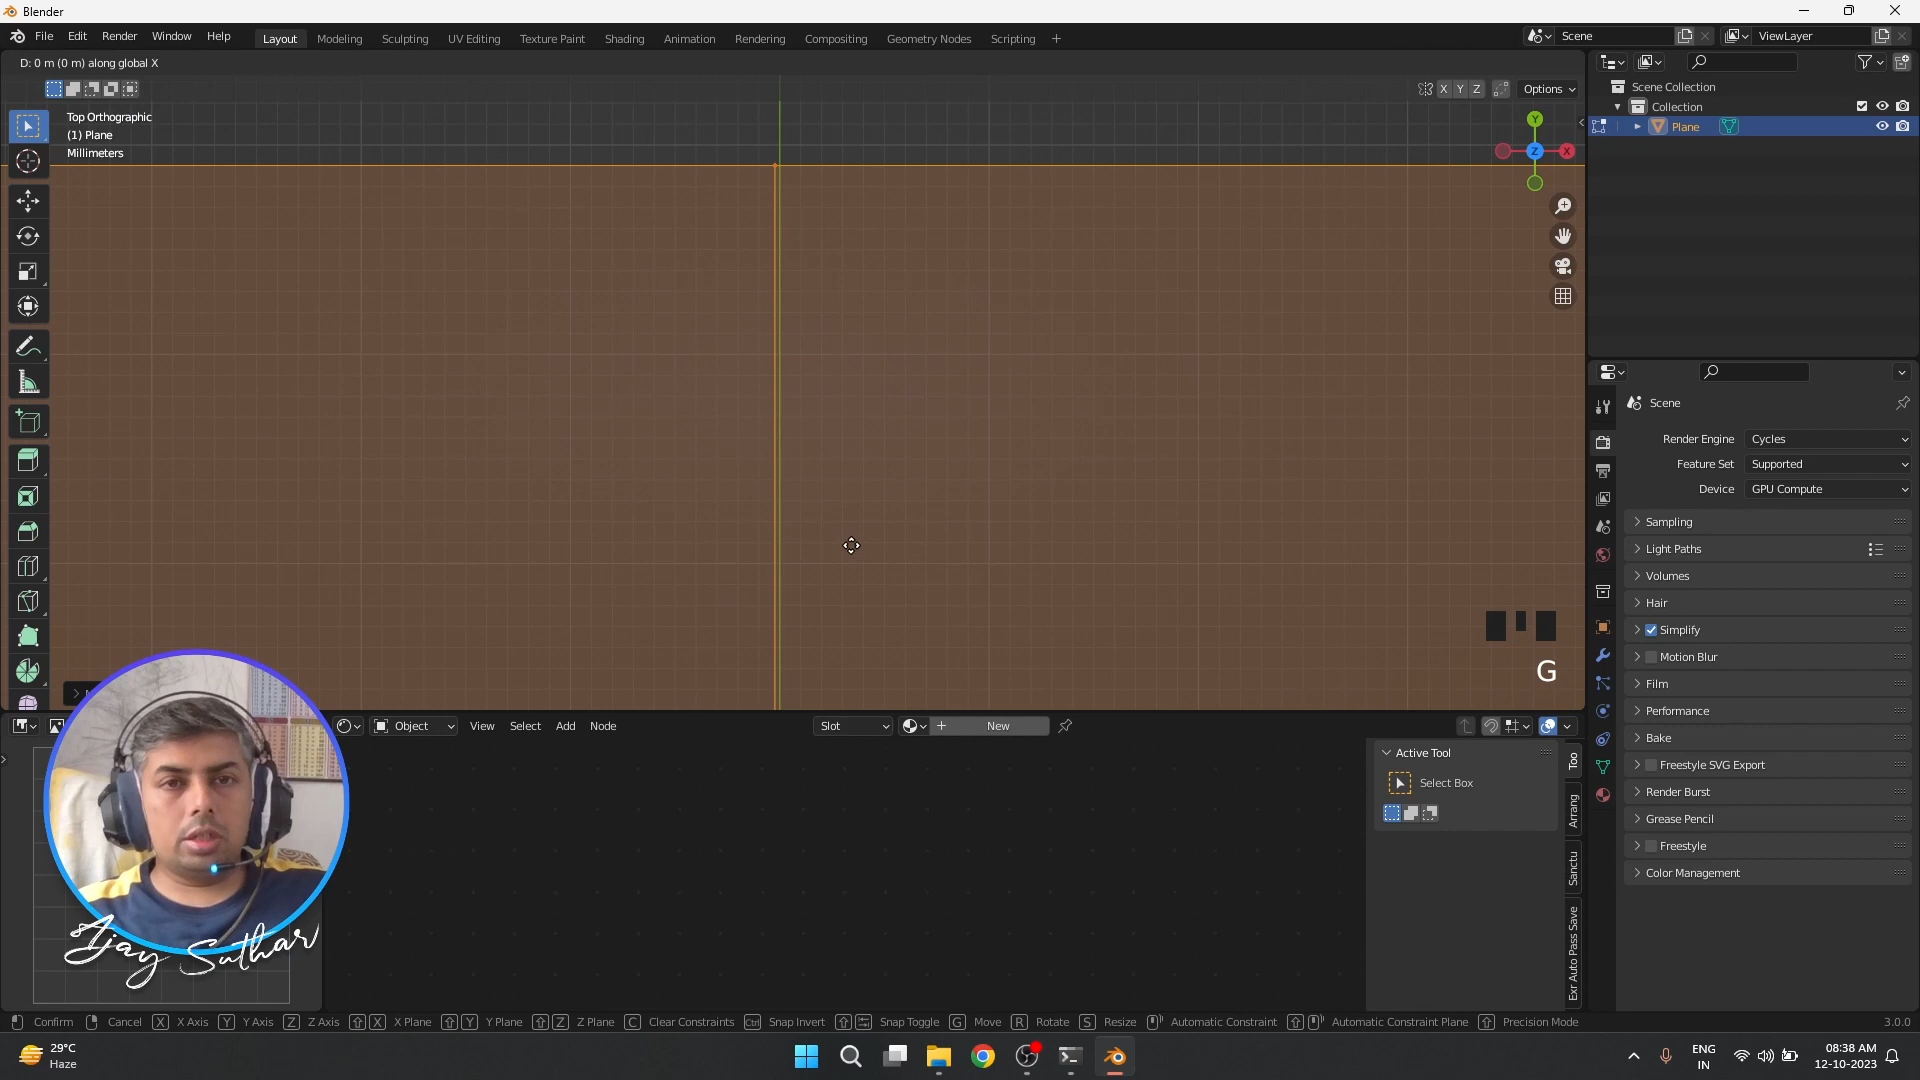 Blender
File Edit Render Window Help
Layout Modeling Sculpting UV Editing Texture Paint Shading Animation Rendering Compositing Geometry Nodes Scripting +
Scene
ViewLayer
D: 0 m (0 m) along global X
X Y Z
Options
Top Orthographic
(1) Plane
Millimeters
Y
Z
X
G
Scene Collection
Collection
Plane
Scene
Render Engine Cycles
Feature Set Supported
Device GPU Compute
Sampling
Light Paths
Volumes
Hair
Simplify
Motion Blur
Film
Performance
Bake
Freestyle SVG Export
Render Burst
Grease Pencil
Freestyle
Color Management
Object View Select Add Node
Slot
New
Active Tool
Select Box
Too
Arrang
Sanctu
Exr Auto Pass Save
Ajay Suthar
Confirm Cancel X X Axis Y Y Axis Z Z Axis X X Plane Y Y Plane Z Z Plane C Clear Constraints Ctrl Snap Invert Snap Toggle G Move R Rotate S Resize Automatic Constraint Automatic Constraint Plane Precision Mode
3.0.0
29°C
Haze
ENG
IN
08:38 AM
12-10-2023